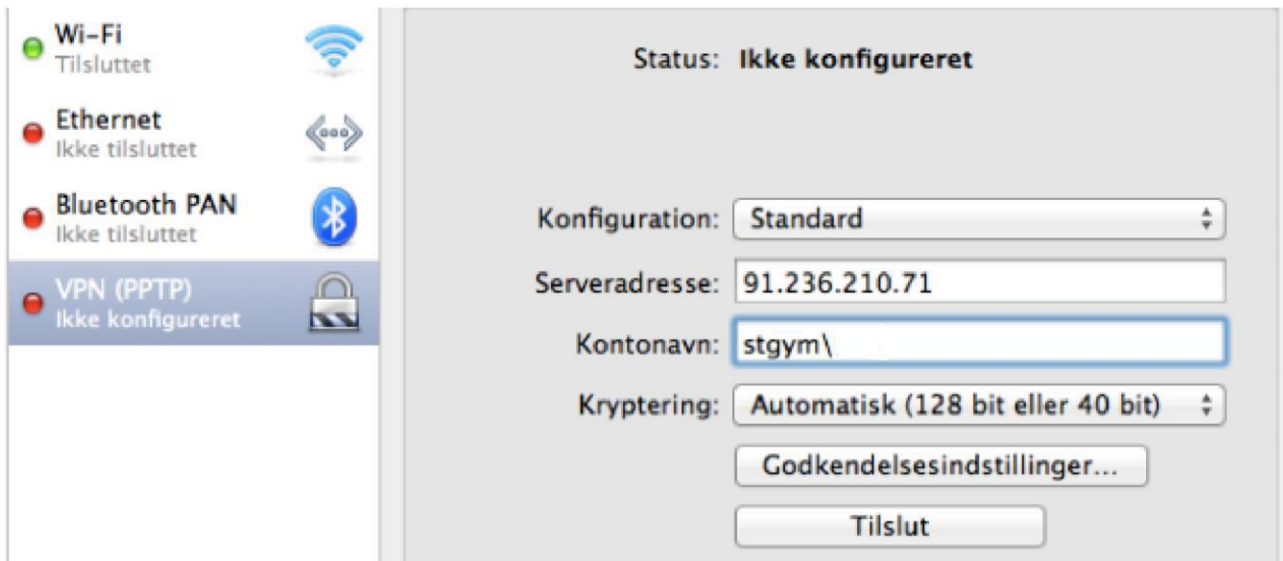 Wi-Fi
Tilsluttet
Ethernet
Ikke tilsluttet
Bluetooth PAN
Ikke tilsluttet
VPN (PPTP)
Ikke konfigureret
Status: Ikke konfigureret
Konfiguration: Standard
Serveradresse: 91.236.210.71
Kontonavn: stgym\
Kryptering: Automatisk (128 bit eller 40 bit)
Godkendelsesindstillinger...
Tilslut